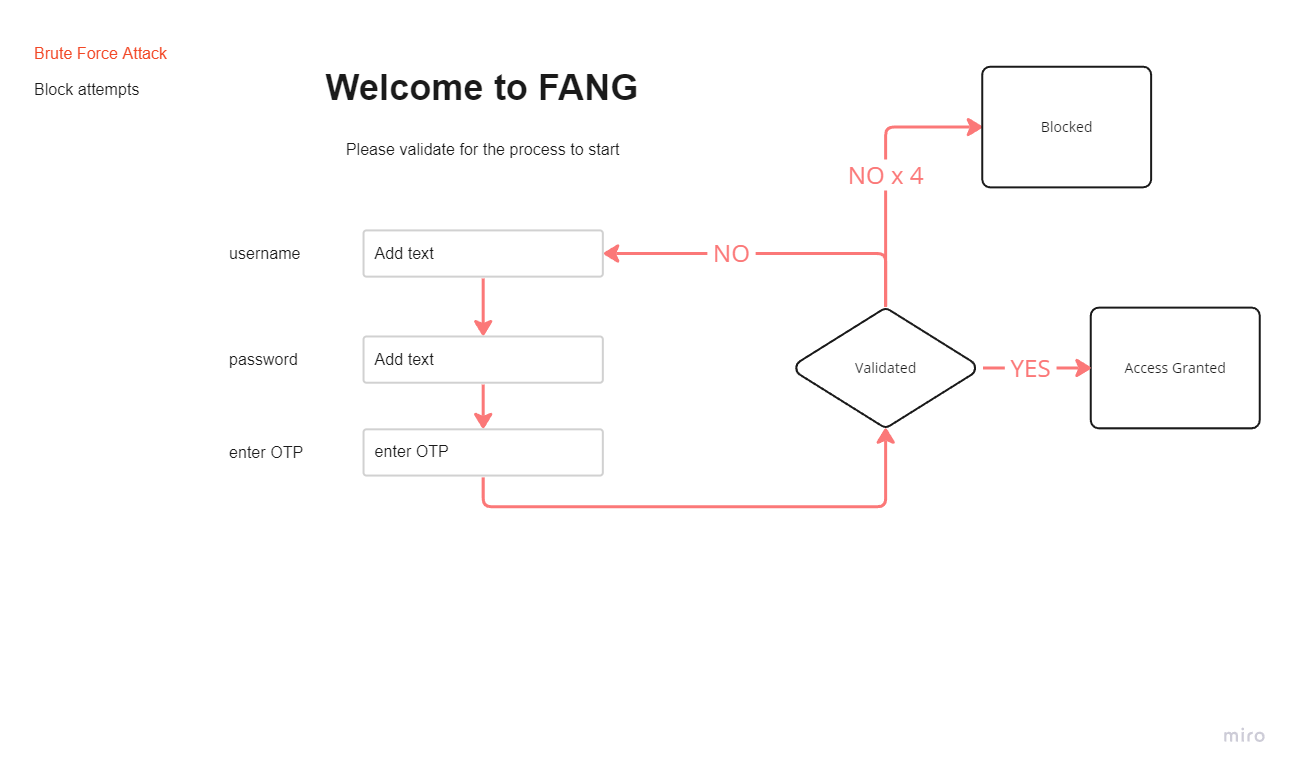 Brute Force Attack
Block attempts
Welcome to FANG
Please validate for the process to start
Blocked
NO x 4
username
Add text
NO
password
Add text
Validated
YES
Access Granted
enter OTP
enter OTP
miro